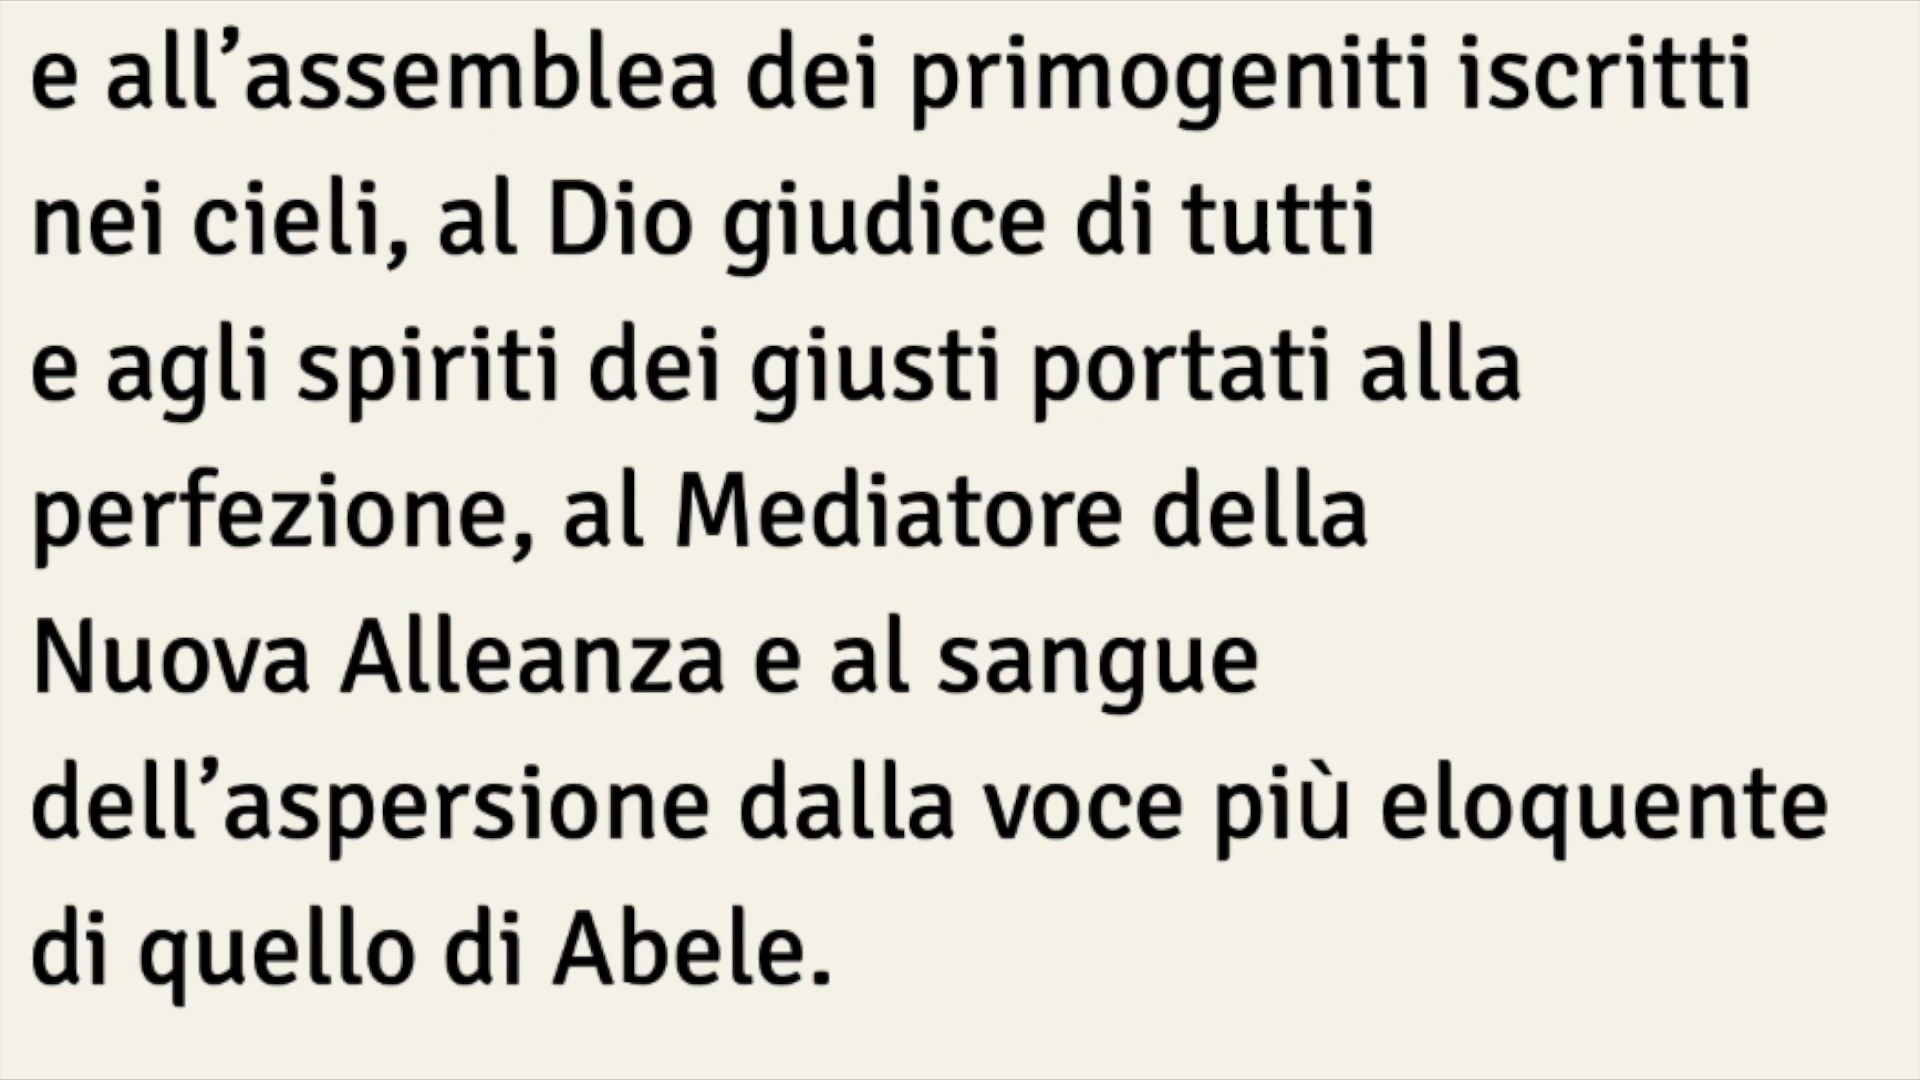 e all’assemblea dei primogeniti iscritti
nei cieli, al Dio giudice di tutti
e agli spiriti dei giusti portati alla
perfezione, al Mediatore della
Nuova Alleanza e al sangue
dell’aspersione dalla voce più eloquente
di quello di Abele.